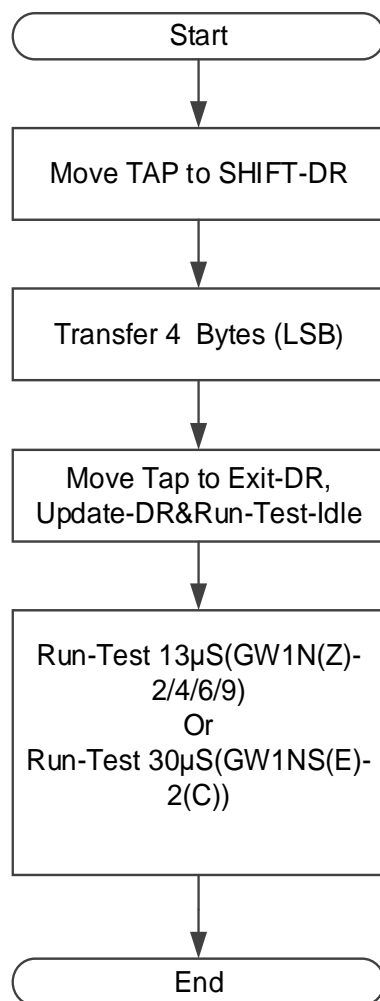 Start
Move TAP to SHIFT-DR
Transfer 4  Bytes (LSB)
Move Tap to Exit-DR,
Update-DR&Run-Test-Idle
Run-Test 13µS(GW1N(Z)-
2/4/6/9)
Or
Run-Test 30µS(GW1NS(E)-
2(C))
End